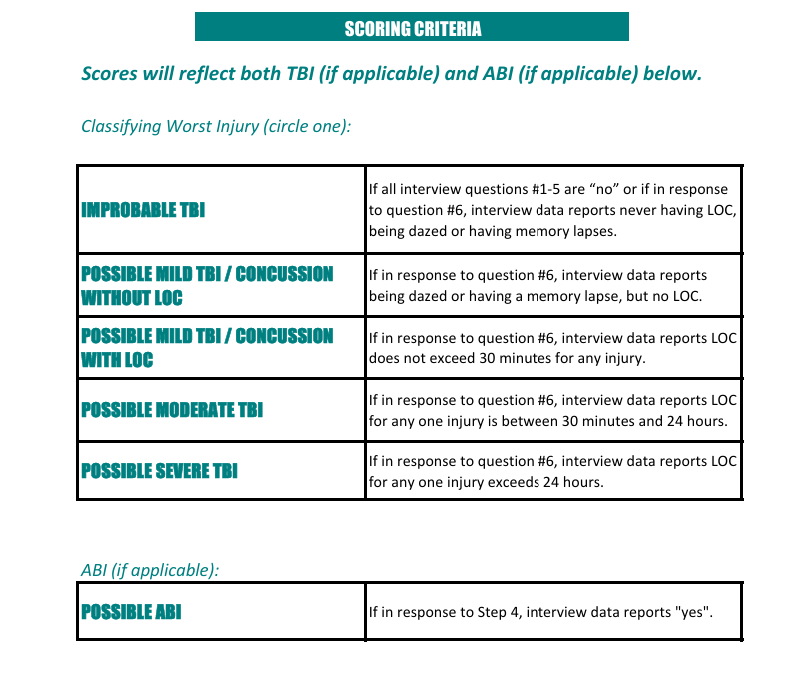 SCORING CRITERIA
Scores will reflect both TBI (if applicable) and ABI (if applicable) below.
Classifying Worst Injury (circle one):
IMPROBABLE TBI
If all interview questions #1-5 are “no” or if in response
to question #6, interview data reports never having LOC,
being dazed or having memory lapses.
POSSIBLE MILD TBI / CONCUSSION
WITHOUT LOC
If in response to question #6, interview data reports
being dazed or having a memory lapse, but no LOC.
POSSIBLE MILD TBI / CONCUSSION
WITH LOC
If in response to question #6, interview data reports LOC
does not exceed 30 minutes for any injury.
POSSIBLE MODERATE TBI
If in response to question #6, interview data reports LOC
for any one injury is between 30 minutes and 24 hours.
POSSIBLE SEVERE TBI
If in response to question #6, interview data reports LOC
for any one injury exceeds 24 hours.
ABI (if applicable):
POSSIBLE ABI
If in response to Step 4, interview data reports "yes".